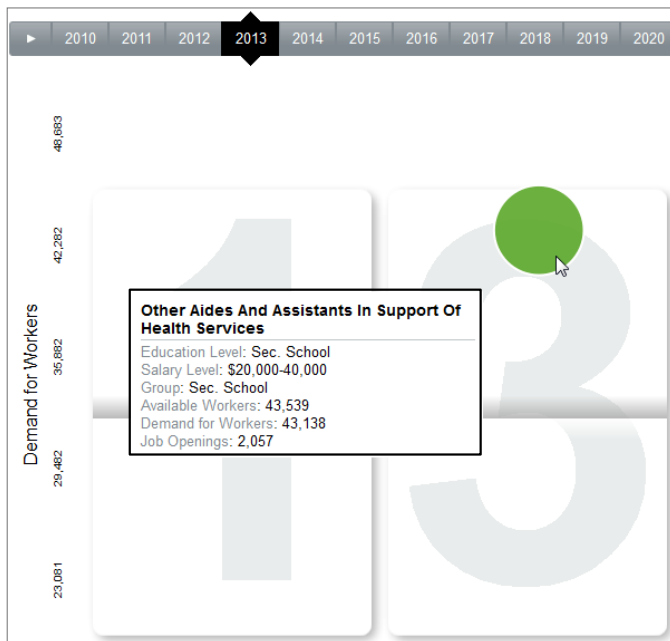 2010 2011 2012 2013 2014 2015 2016 2017 2018 2019 2020
48,683
42,282
35,882
29,482
23,081
Demand for Workers
13
Other Aides And Assistants In Support Of
Health Services
Education Level: Sec. School
Salary Level: $20,000-40,000
Group: Sec. School
Available Workers: 43,539
Demand for Workers: 43,138
Job Openings: 2,057